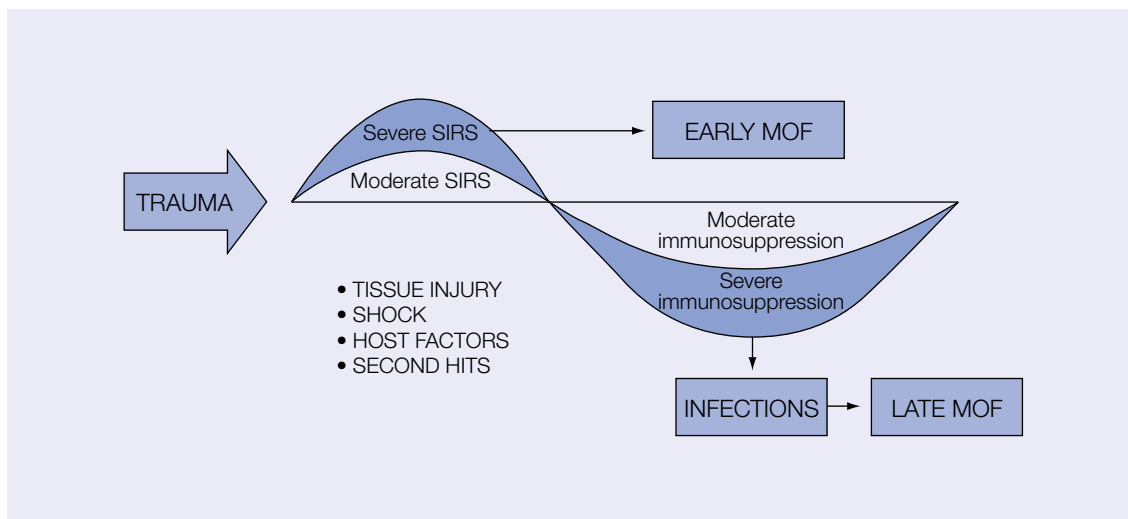 Severe SIRS
EARLY MOF
Moderate SIRS
TRAUMA
Moderate
immunosuppression
Severe
immunosuppression
• TISSUE INJURY
• SHOCK
• HOST FACTORS
• SECOND HITS
INFECTIONS
LATE MOF